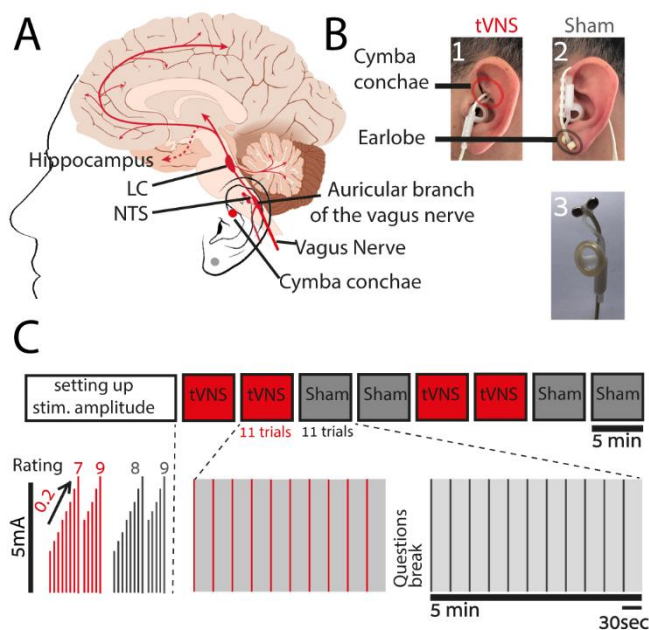 A
Hippocampus
LC
NTS
Auricular branch
of the vagus nerve
Vagus Nerve
Cymba conchae
B
tVNS
Sham
1
2
Cymba
conchae
Earlobe
3
C
setting up
stim. amplitude
tVNS
tVNS
Sham
Sham
tVNS
tVNS
Sham
Sham
11 trials
11 trials
5 min
Rating
7
9
8
9
0.2
5mA
Questions
break
5 min
30sec